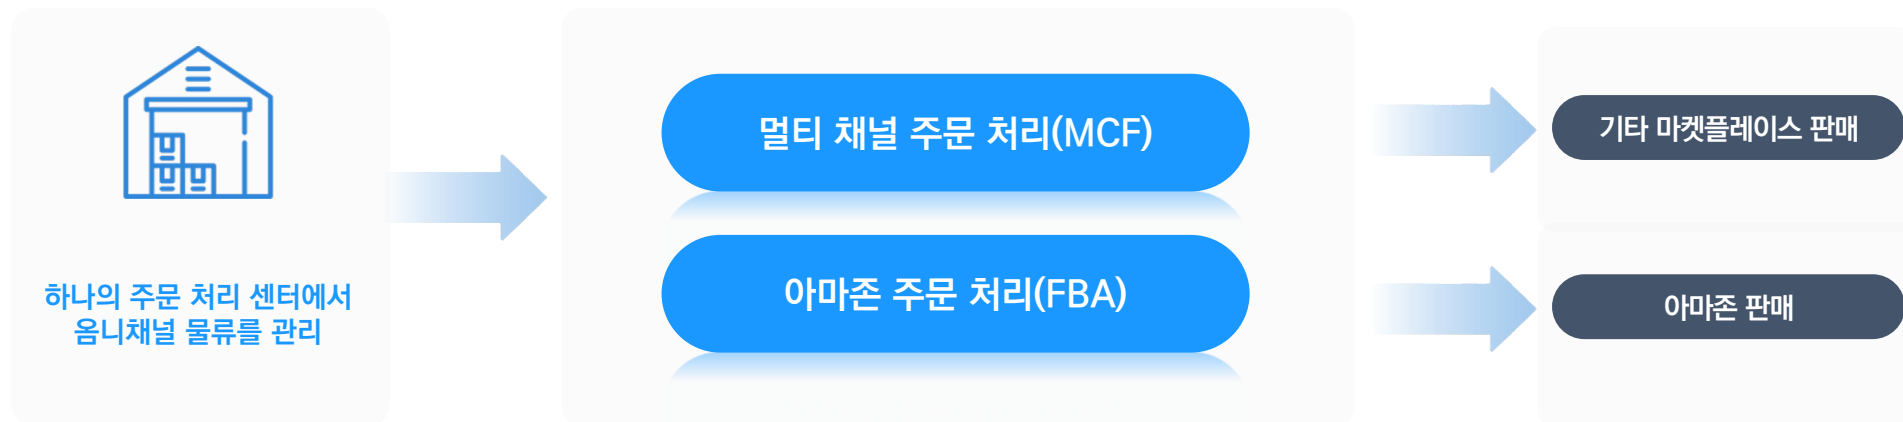 하나의 주문 처리 센터에서
옴니채널 물류를 관리
멀티 채널 주문 처리(MCF)
아마존 주문 처리(FBA)
기타 마켓플레이스 판매
아마존 판매